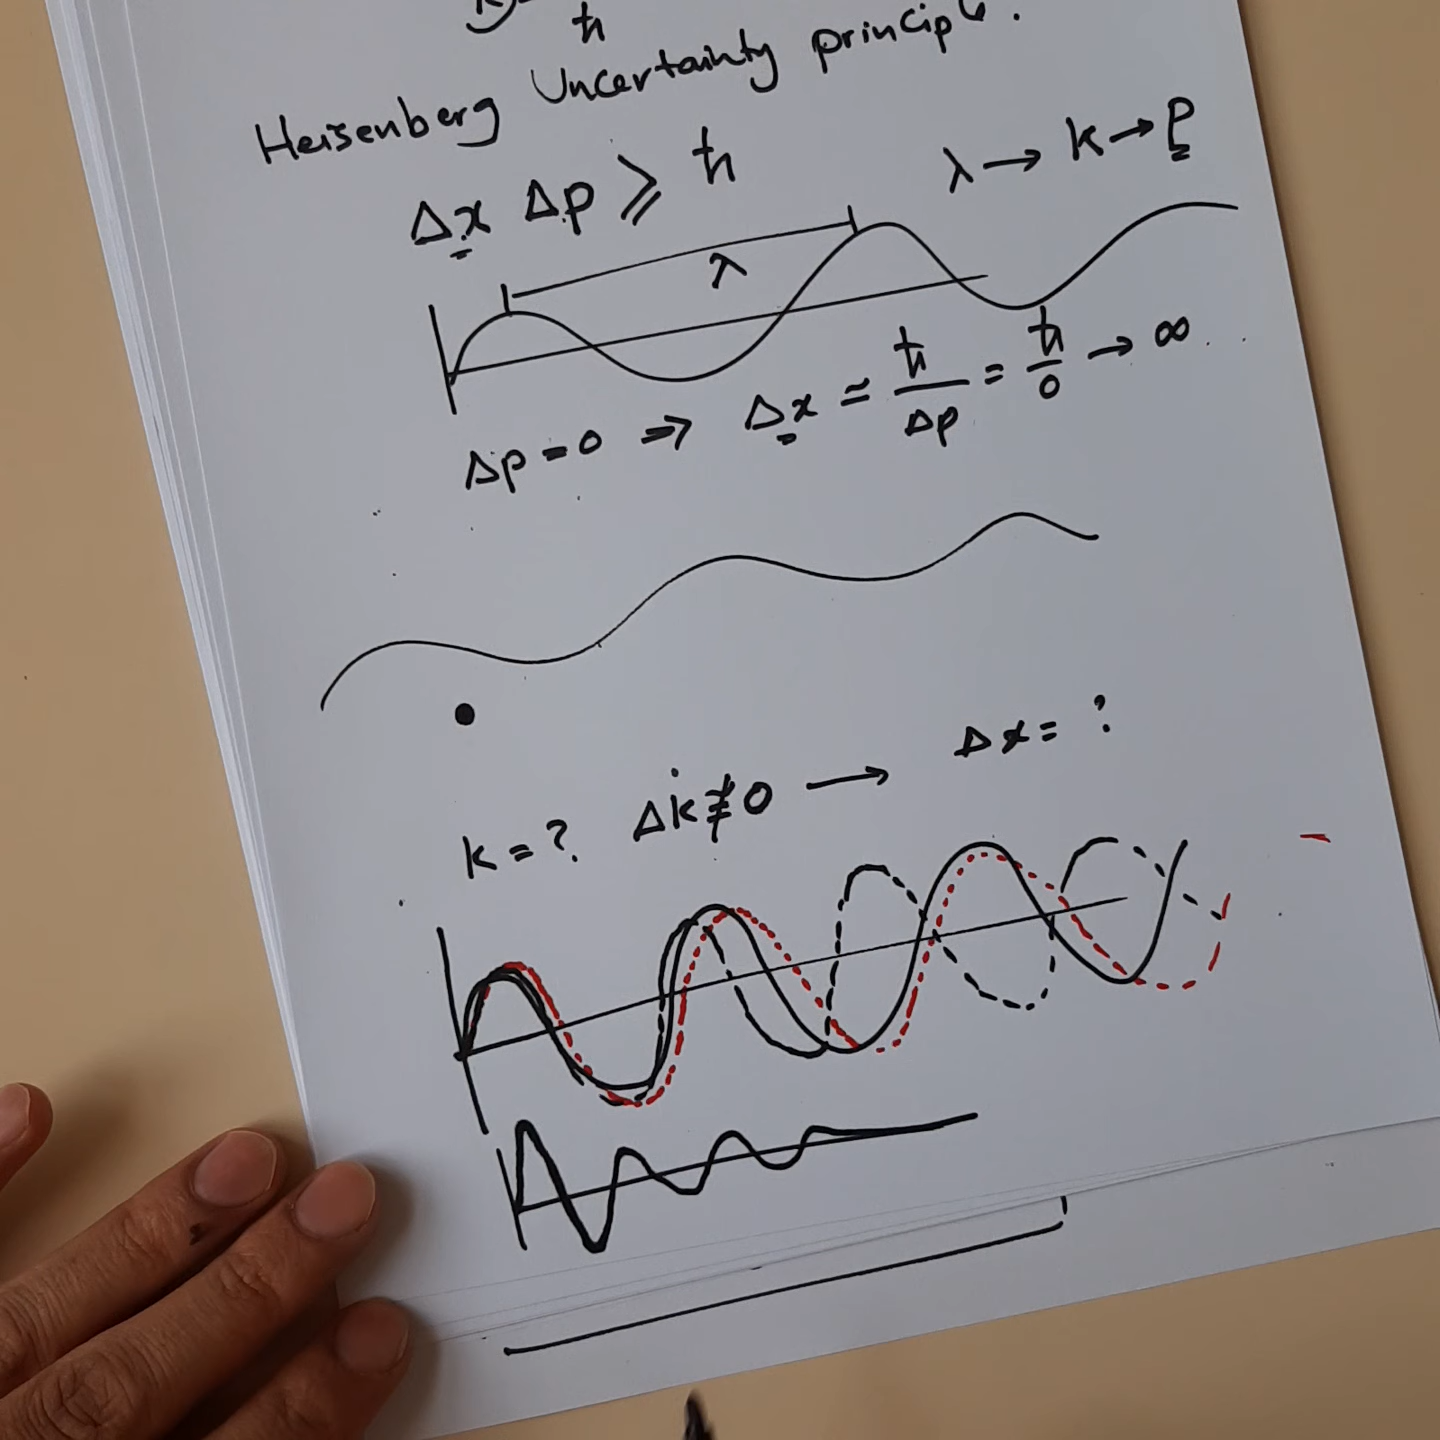 ħ
Heisenberg Uncertainty principle.
Δx Δp ⩾ ħ
λ → k → p
λ
Δp = 0 ⇒ Δx ≃ ħ/Δp = ħ/0 → ∞
k = ? Δk ≠ 0 → Δx = ?